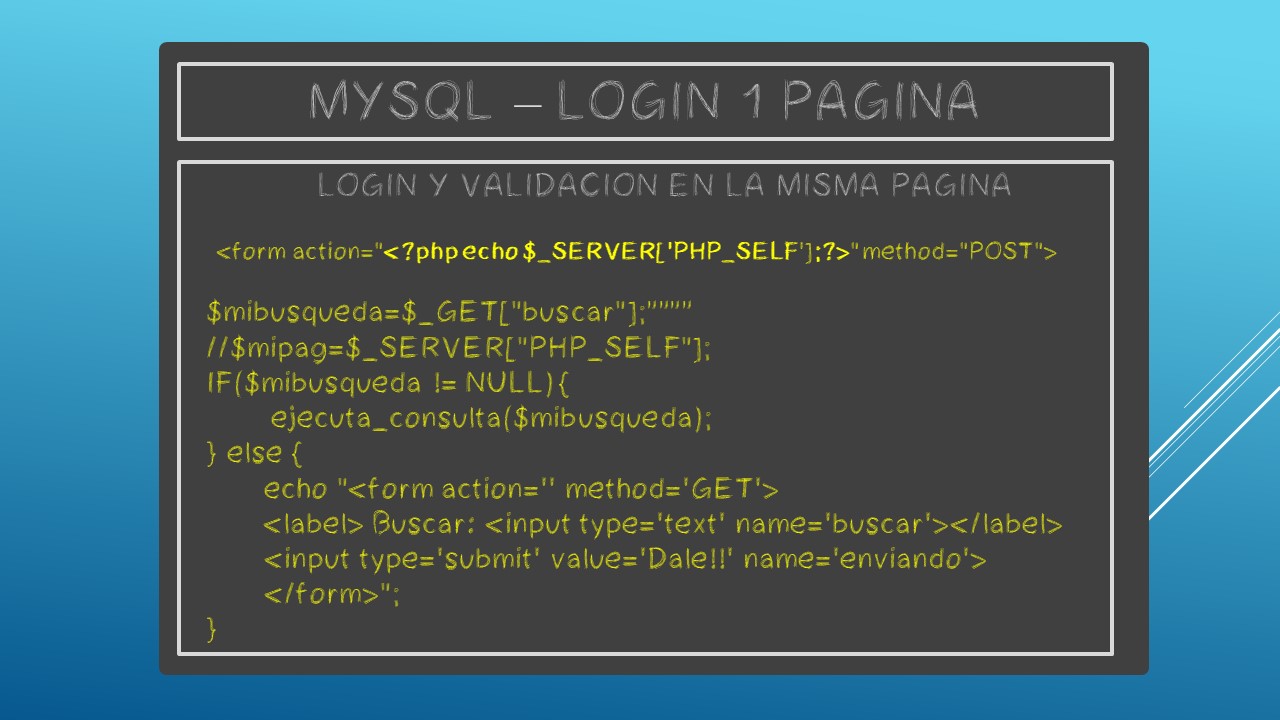 MYSQL – LOGIN 1 PAGINA
LOGIN Y VALIDACION EN LA MISMA PAGINA
<form action="<?php echo $_SERVER['PHP_SELF'];?>" method="POST">
$mibusqueda=$_GET["buscar"];""""
//$mipag=$_SERVER["PHP_SELF"];
IF($mibusqueda != NULL){
ejecuta_consulta($mibusqueda);
} else {
echo "<form action='' method='GET'>
<label> Buscar: <input type='text' name='buscar'></label>
<input type='submit' value='Dale!!' name='enviando'>
</form>";
}